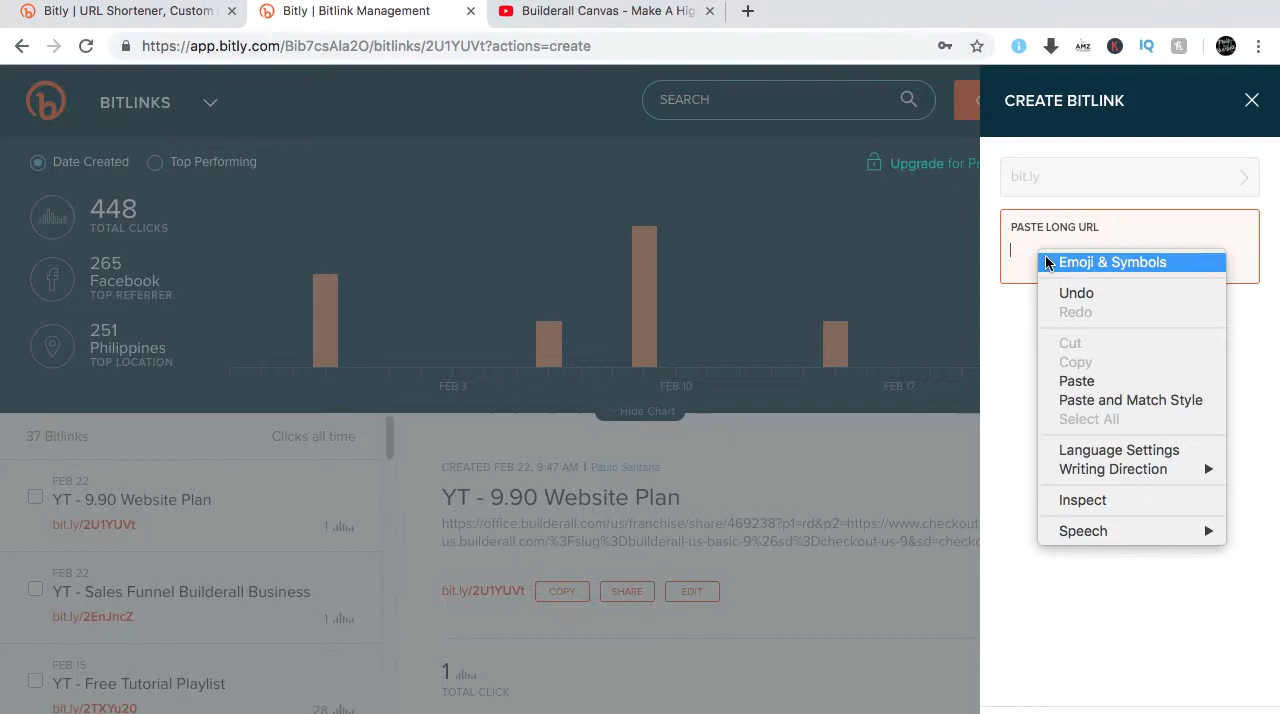 Bitly | URL Shortener, Custom
Bitly | Bitlink Management
Builderall Canvas - Make A Hig
https://app.bitly.com/Bib7csAla2O/bitlinks/2U1YUVt?actions=create
AMZ
IQ
BITLINKS
SEARCH
CREATE BITLINK
Date Created
Top Performing
Upgrade for Pr
448
TOTAL CLICKS
265
Facebook
TOP REFERRER
251
Philippines
TOP LOCATION
FEB 3
FEB 10
FEB 17
Hide Chart
bit.ly
PASTE LONG URL
Emoji & Symbols
Undo
Redo
Cut
Copy
Paste
Paste and Match Style
Select All
Language Settings
Writing Direction
Inspect
Speech
37 Bitlinks
Clicks all time
FEB 22
YT - 9.90 Website Plan
bit.ly/2U1YUVt
1
FEB 22
YT - Sales Funnel Builderall Business
bit.ly/2EnJncZ
1
FEB 15
YT - Free Tutorial Playlist
bit.ly/2TXYu20
28
CREATED FEB 22, 9:47 AM | Paulo Santana
YT - 9.90 Website Plan
https://office.builderall.com/us/franchise/share/469238?p1=rd&p2=https://www.checkout
us.builderall.com/%3Fslug%3Dbuilderall-us-basic-9%26sd%3Dcheckout-us-9&sd=checko
bit.ly/2U1YUVt
COPY
SHARE
EDIT
1
TOTAL CLICK